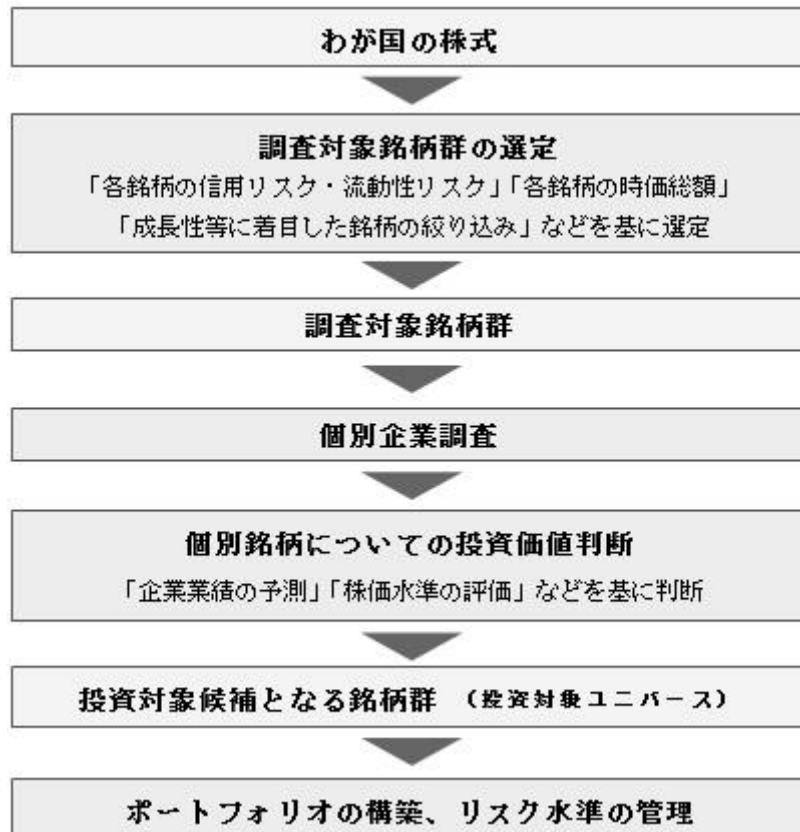 わが国の株式
調査対象銘柄群の選定
「各銘柄の信用リスク・流動性リスク」「各銘柄の時価総額」
「成長性等に着目した銘柄の絞り込み」などを基に選定
調査対象銘柄群
個別企業調査
個別銘柄についての投資価値判断
「企業業績の予測」「株価水準の評価」などを基に判断
投資対象候補となる銘柄群 (投資対象ユニバース)
ポートフォリオの構築、リスク水準の管理